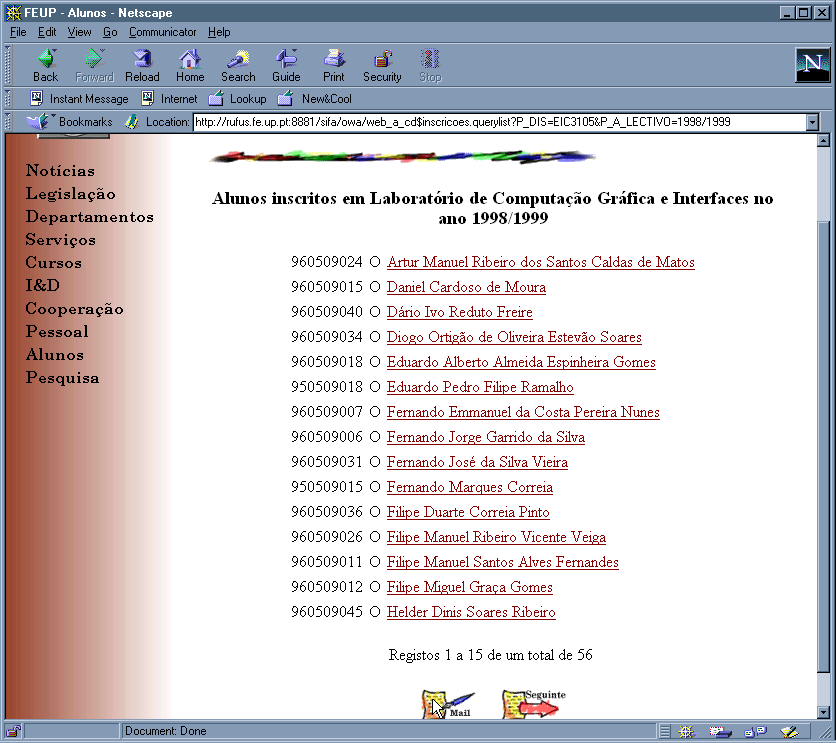 FEUP - Alunos - Netscape
File Edit View Go Communicator Help
Back Forward Reload Home Search Guide Print Security Stop
N
Instant Message Internet Lookup New&Cool
Bookmarks Location: http://rufus.fe.up.pt:8881/sifa/owa/web_a_cd$inscricoes.querylist?P_DIS=EIC3105&P_A_LECTIVO=1998/1999
Notícias
Legislação
Departamentos
Serviços
Cursos
I&D
Cooperação
Pessoal
Alunos
Pesquisa
Alunos inscritos em Laboratório de Computação Gráfica e Interfaces no
ano 1998/1999
960509024 O Artur Manuel Ribeiro dos Santos Caldas de Matos
960509015 O Daniel Cardoso de Moura
960509040 O Dário Ivo Reduto Freire
960509034 O Diogo Ortigão de Oliveira Estevão Soares
960509018 O Eduardo Alberto Almeida Espinheira Gomes
950509018 O Eduardo Pedro Filipe Ramalho
960509007 O Fernando Emmanuel da Costa Pereira Nunes
960509006 O Fernando Jorge Garrido da Silva
960509031 O Fernando José da Silva Vieira
950509015 O Fernando Marques Correia
960509036 O Filipe Duarte Correia Pinto
960509026 O Filipe Manuel Ribeiro Vicente Veiga
960509011 O Filipe Manuel Santos Alves Fernandes
960509012 O Filipe Miguel Graça Gomes
960509045 O Helder Dinis Soares Ribeiro
Registos 1 a 15 de um total de 56
Mail Seguinte
Document: Done